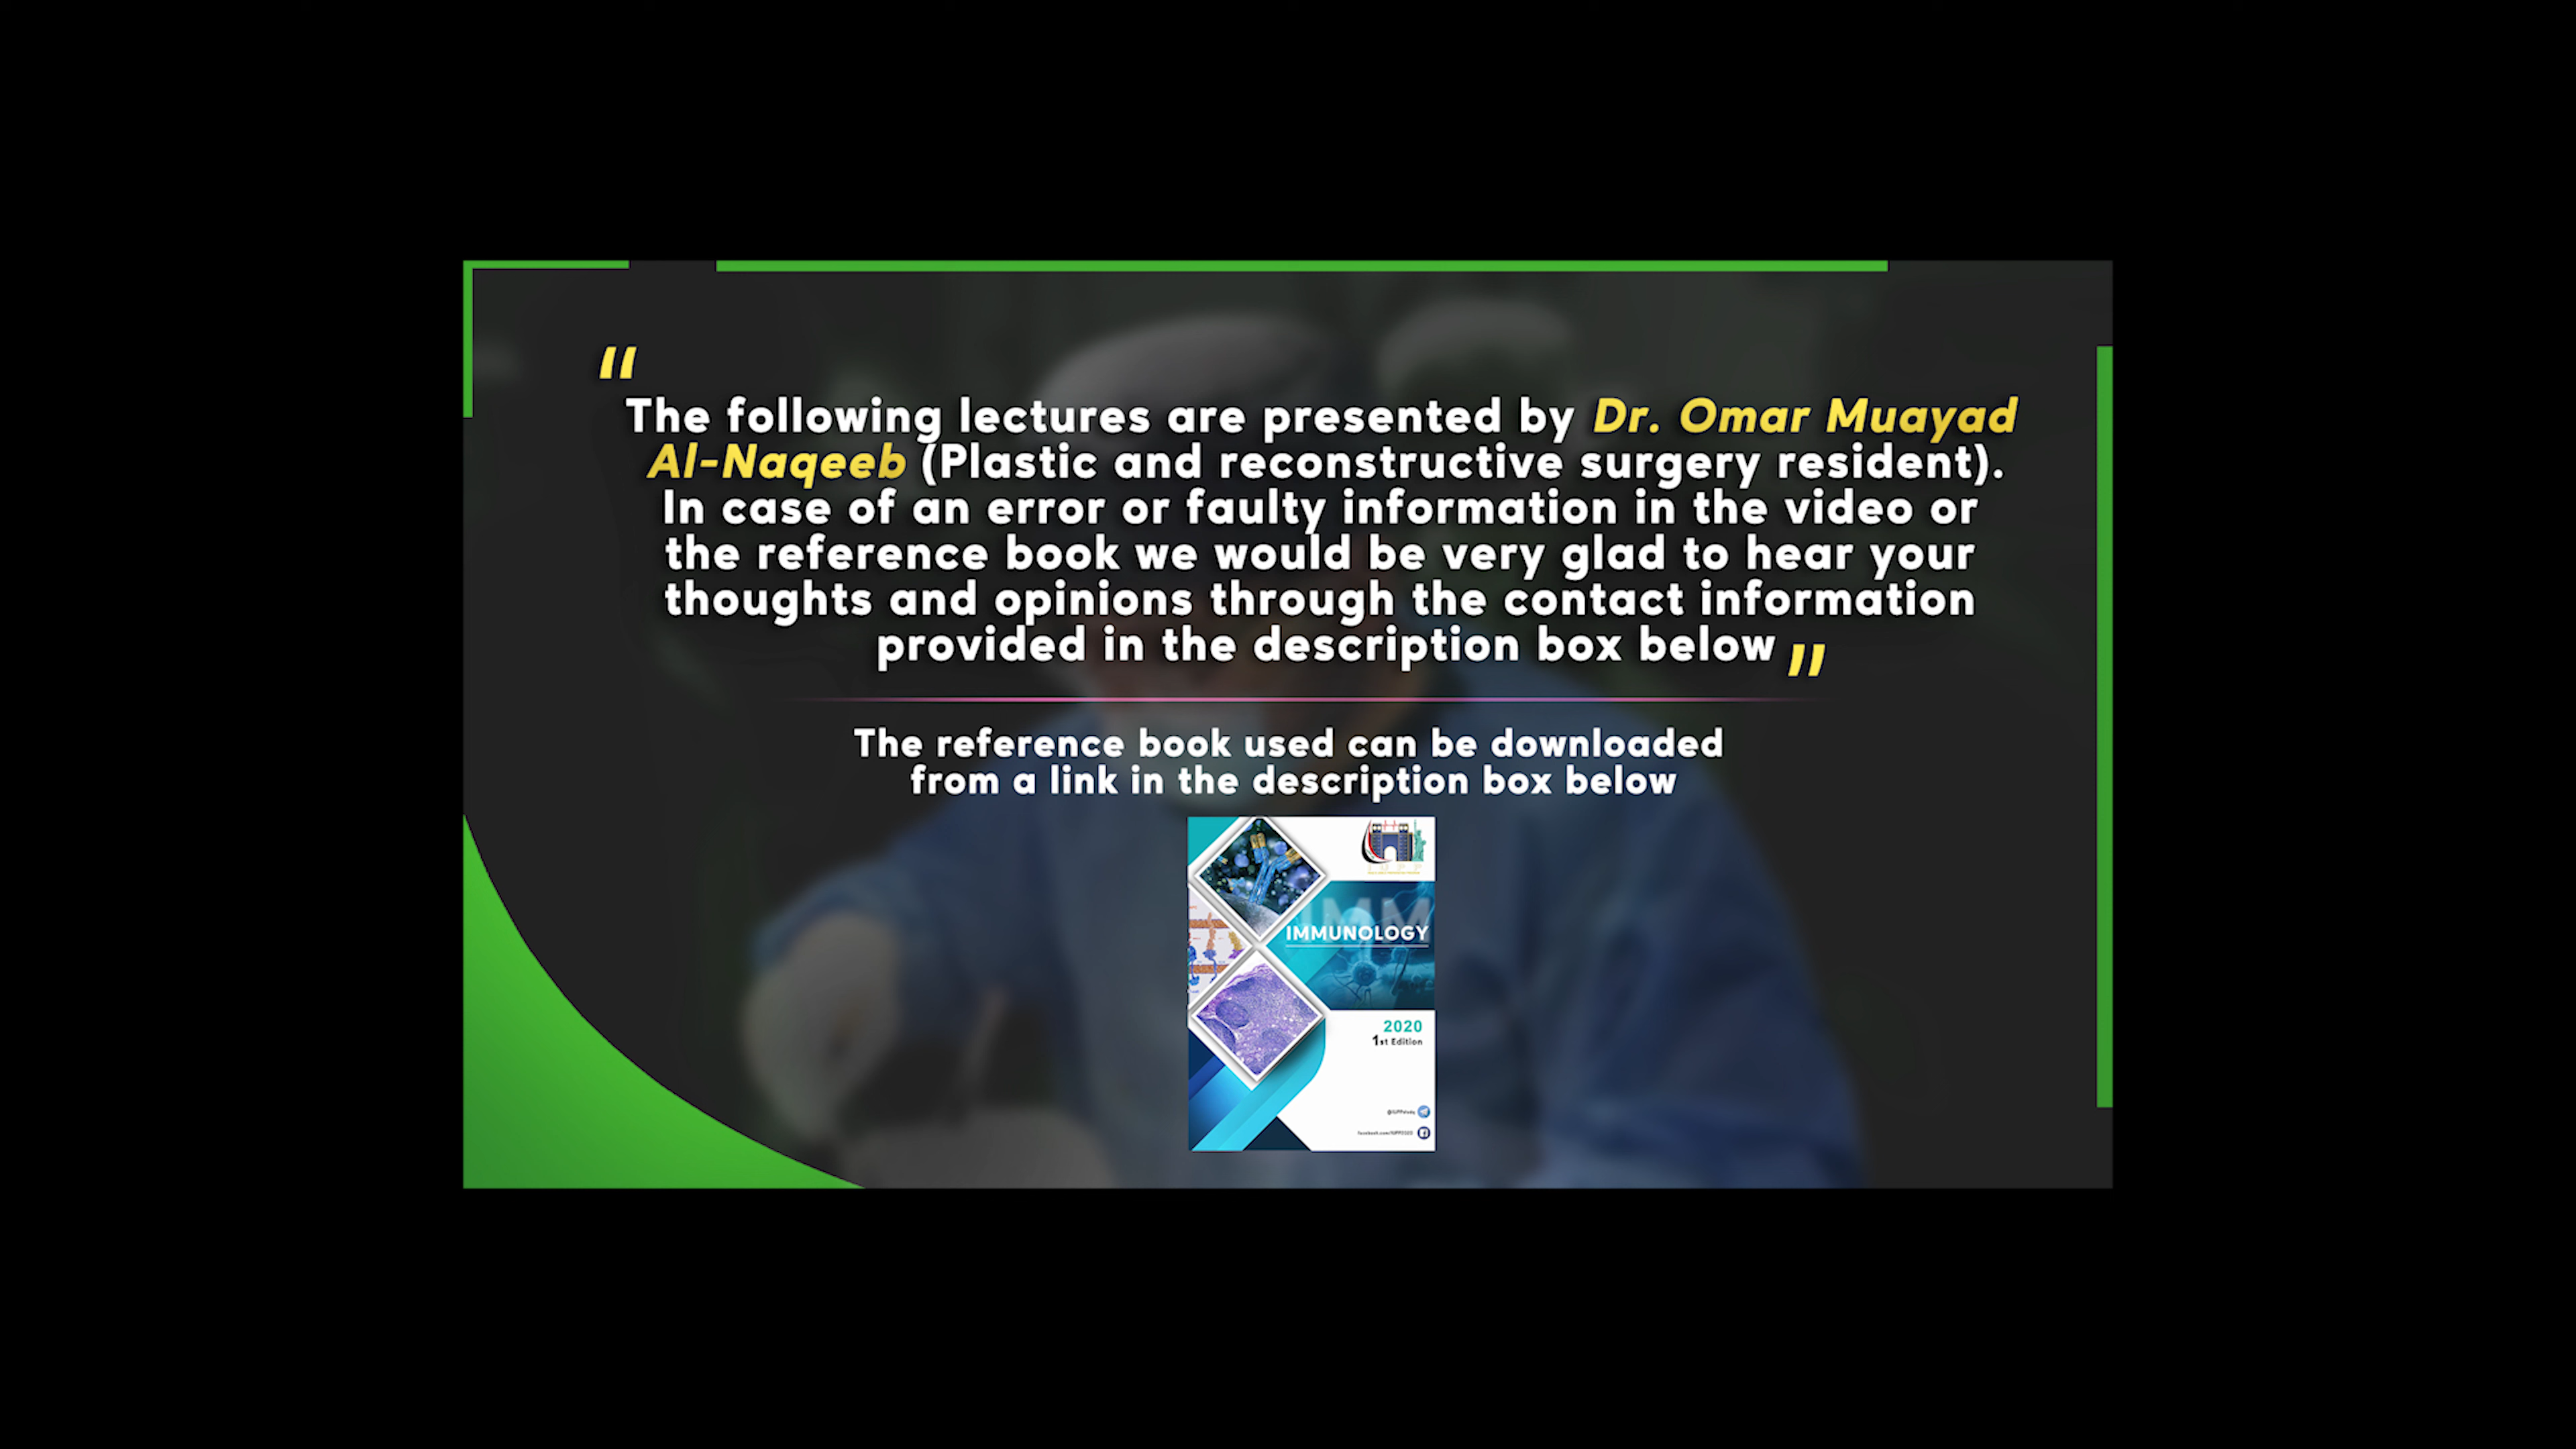 "
The following lectures are presented by Dr. Omar Muayad
Al-Naqeeb (Plastic and reconstructive surgery resident).
In case of an error or faulty information in the video or
the reference book we would be very glad to hear your
thoughts and opinions through the contact information
provided in the description box below "
The reference book used can be downloaded
from a link in the description box below
IMM
IMMUNOLOGY
2020
1st Edition